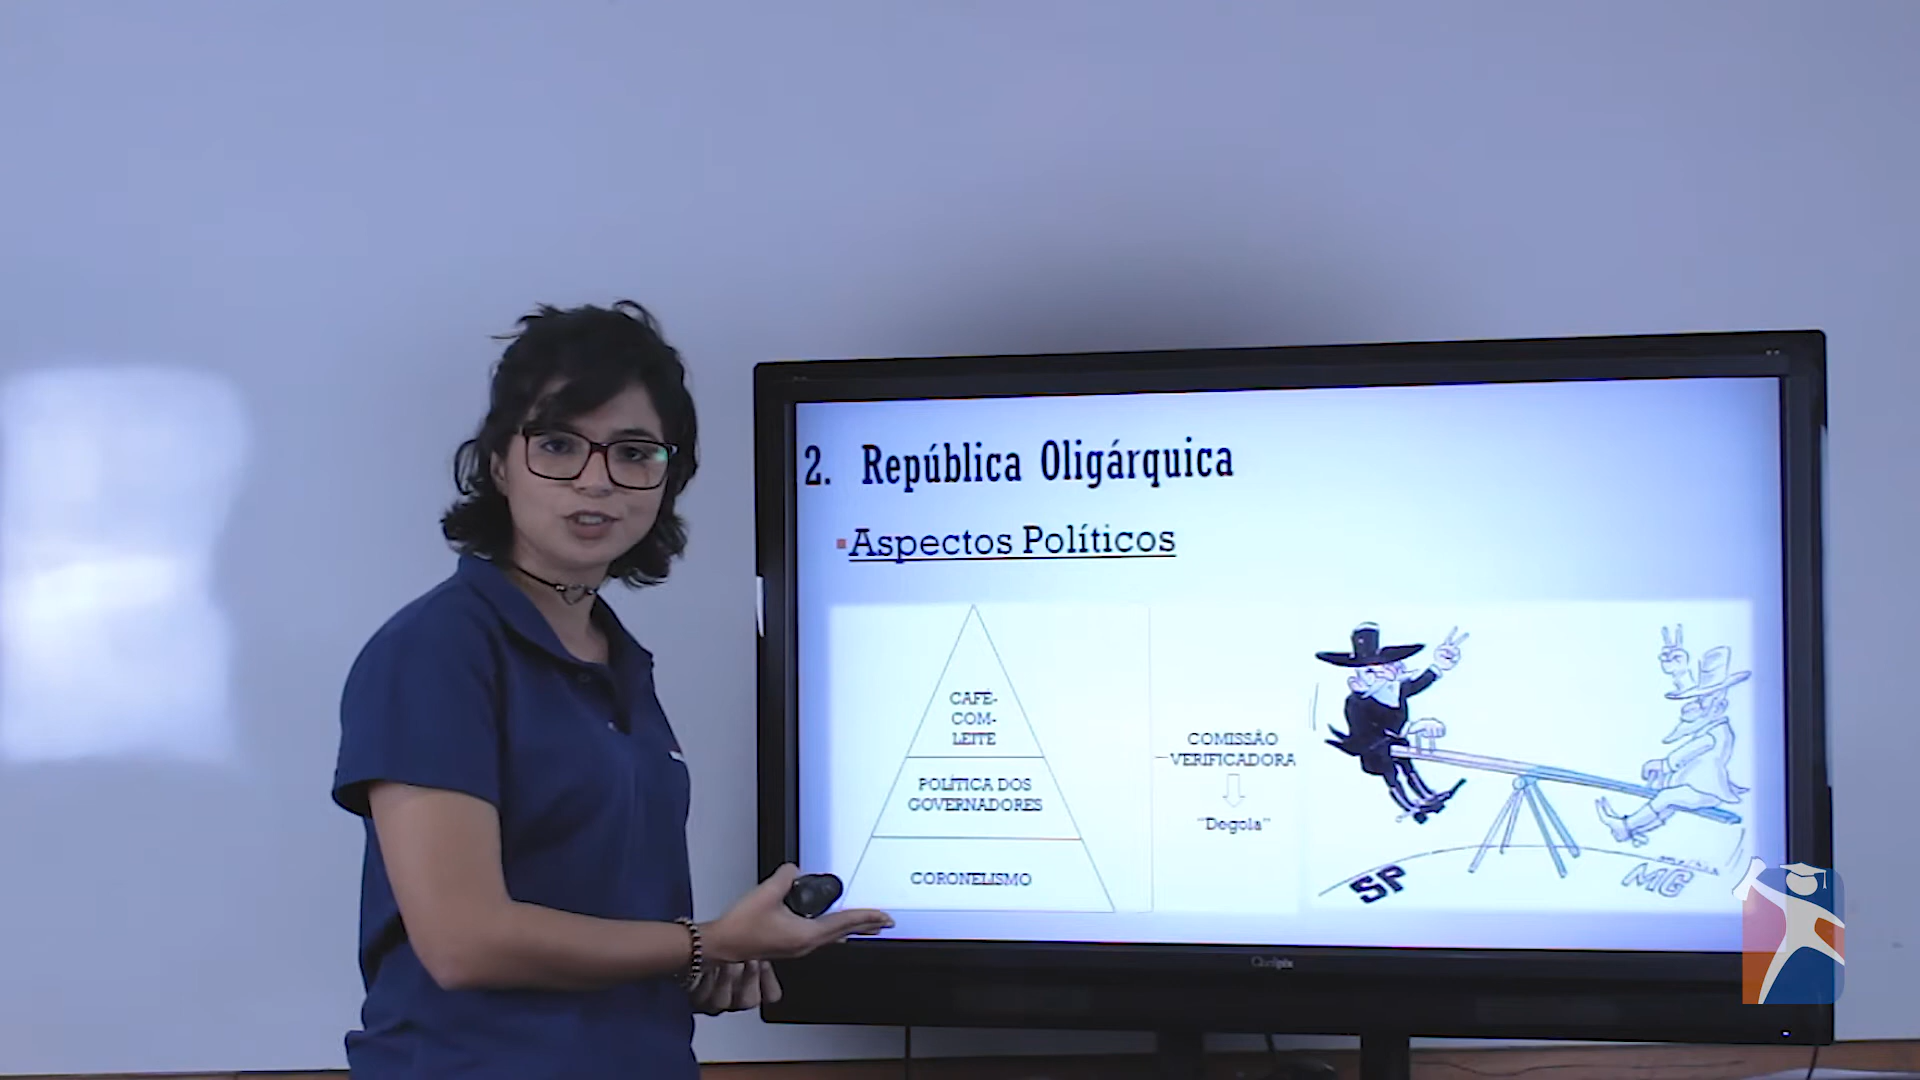 2. República Oligárquica
Aspectos Políticos
CAFÉ-
COM-
LEITE
POLÍTICA DOS
GOVERNADORES
CORONELISMO
COMISSÃO
VERIFICADORA
"Degola"
SP
MG